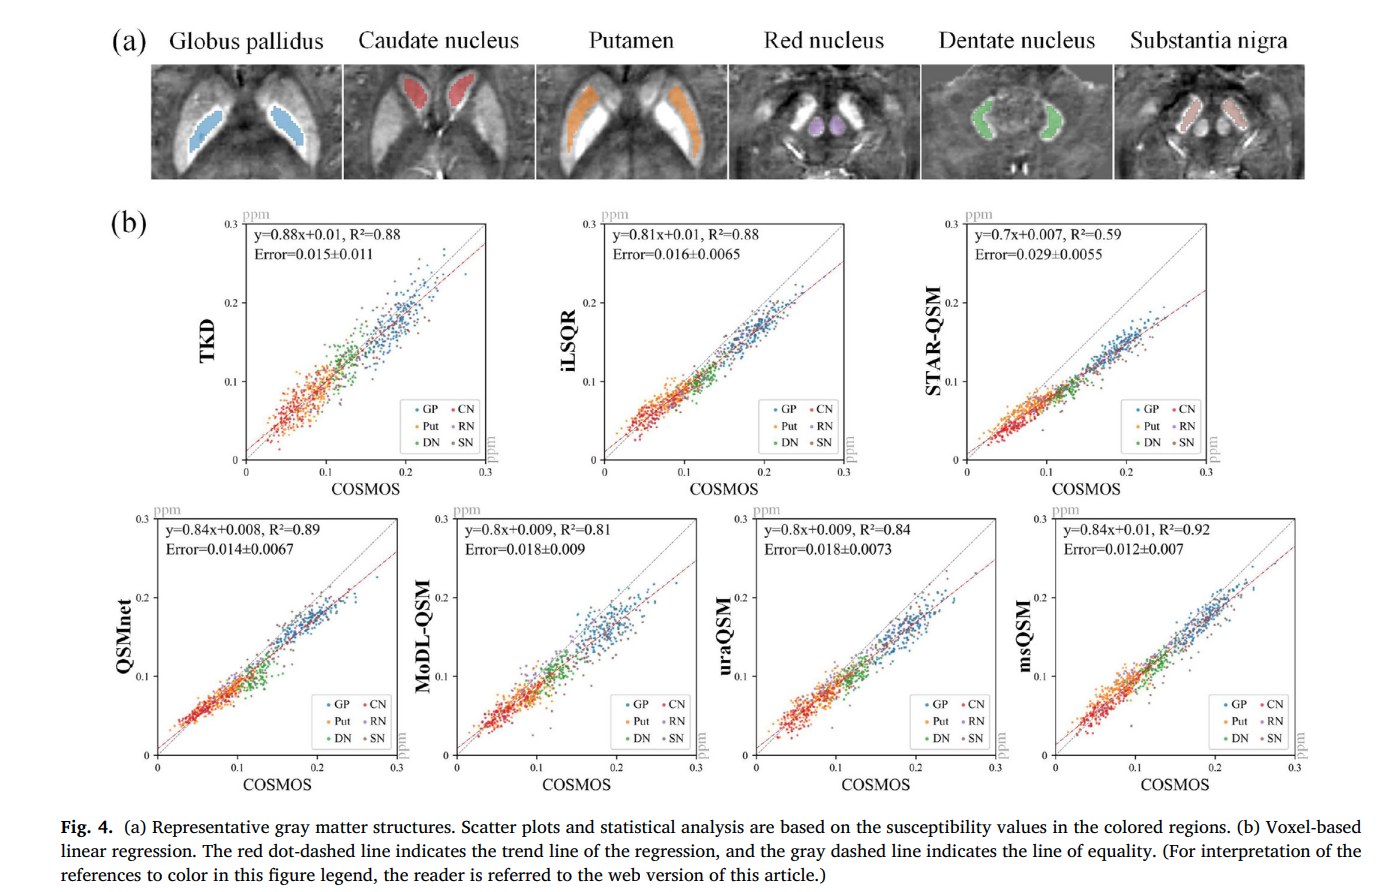 (a) Globus pallidus Caudate nucleus Putamen Red nucleus Dentate nucleus Substantia nigra
(b)
ppm
0.3
y=0.88x+0.01, R²=0.88
Error=0.015±0.011
TKD
0.2
0.1
0
GP CN
Put RN
DN SN
ppm
0 0.1 0.2 0.3
COSMOS
ppm
0.3
y=0.81x+0.01, R²=0.88
Error=0.016±0.0065
iLSQR
0.2
0.1
0
GP CN
Put RN
DN SN
ppm
0 0.1 0.2 0.3
COSMOS
ppm
0.3
y=0.7x+0.007, R²=0.59
Error=0.029±0.0055
STAR-QSM
0.2
0.1
0
GP CN
Put RN
DN SN
ppm
0 0.1 0.2 0.3
COSMOS
ppm
0.3
y=0.84x+0.008, R²=0.89
Error=0.014±0.0067
QSMnet
0.2
0.1
0
GP CN
Put RN
DN SN
ppm
0 0.1 0.2 0.3
COSMOS
ppm
0.3
y=0.8x+0.009, R²=0.81
Error=0.018±0.009
MoDL-QSM
0.2
0.1
0
GP CN
Put RN
DN SN
ppm
0 0.1 0.2 0.3
COSMOS
ppm
0.3
y=0.8x+0.009, R²=0.84
Error=0.018±0.0073
uraQSM
0.2
0.1
0
GP CN
Put RN
DN SN
ppm
0 0.1 0.2 0.3
COSMOS
ppm
0.3
y=0.84x+0.01, R²=0.92
Error=0.012±0.007
msQSM
0.2
0.1
0
GP CN
Put RN
DN SN
ppm
0 0.1 0.2 0.3
COSMOS
Fig. 4. (a) Representative gray matter structures. Scatter plots and statistical analysis are based on the susceptibility values in the colored regions. (b) Voxel-based
linear regression. The red dot-dashed line indicates the trend line of the regression, and the gray dashed line indicates the line of equality. (For interpretation of the
references to color in this figure legend, the reader is referred to the web version of this article.)